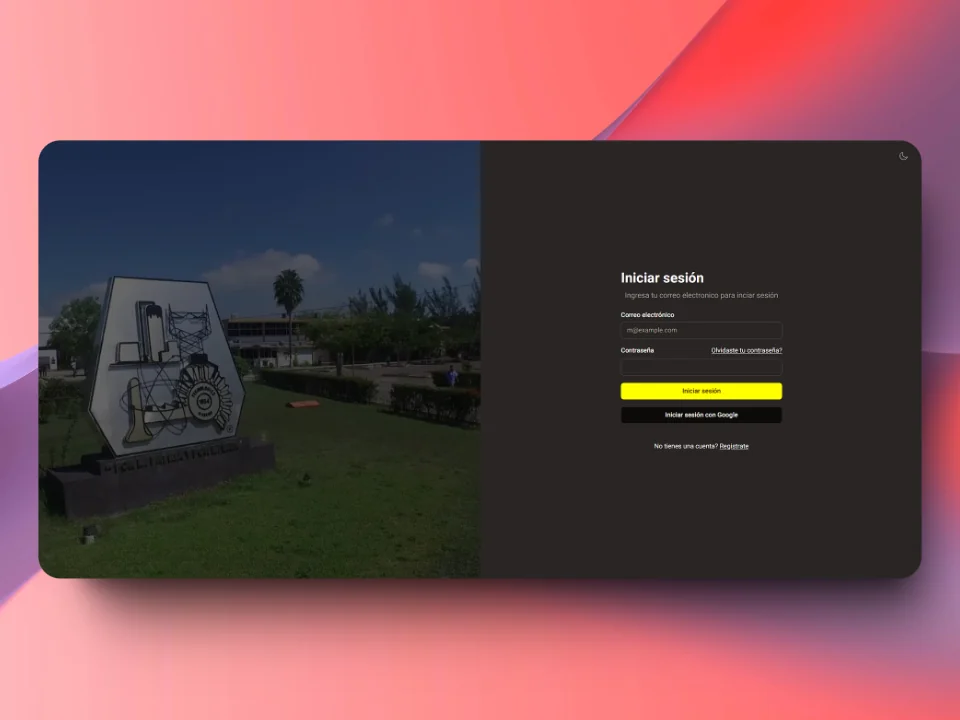 Iniciar sesión
Ingresa tu correo electronico para inciar sesión
Correo electrónico
m@example.com
Contraseña
Olvidaste tu contraseña?
Iniciar sesión
Iniciar sesión con Google
No tienes una cuenta? Registrate